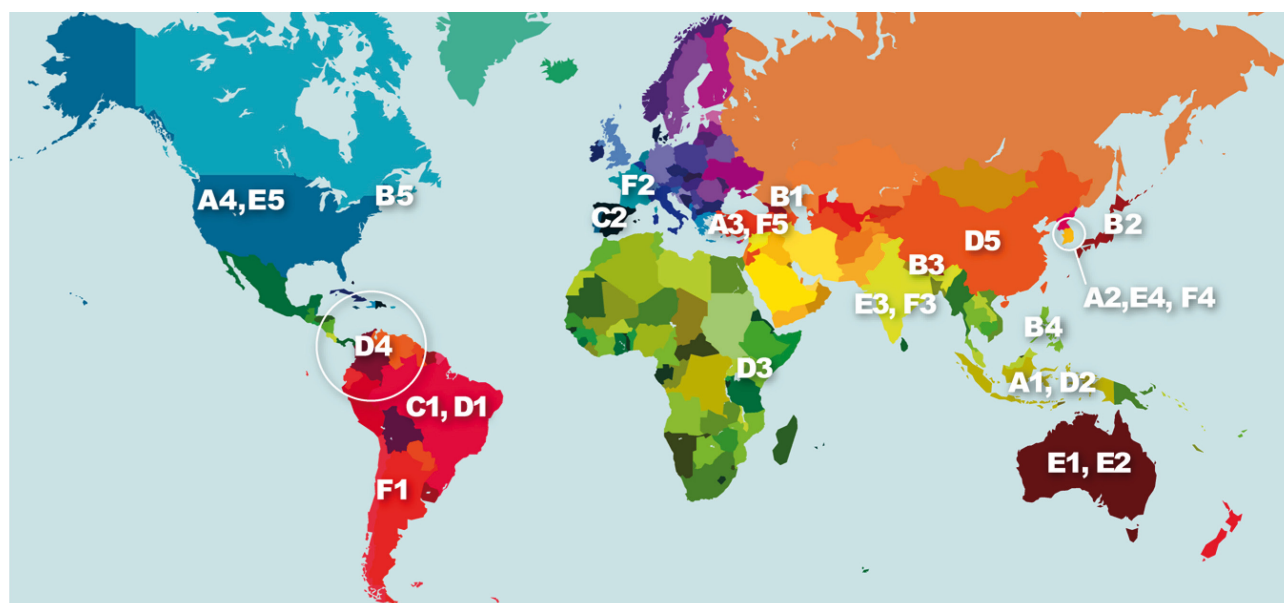 F2
A4,E5
B5
B1
C2
A3, F5
B2
D5
B3
E3, F3
A2,E4, F4
B4
D4
D3
A1, D2
C1, D1
E1, E2
F1